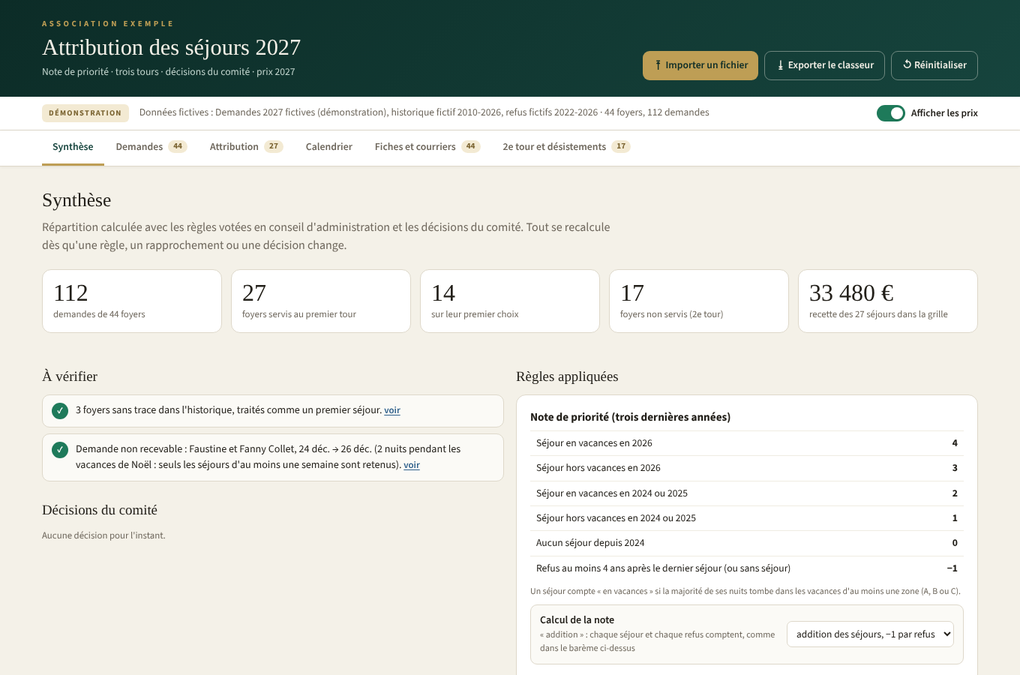 ASSOCIATION EXEMPLE
Attribution des séjours 2027
Note de priorité · trois tours · décisions du comité · prix 2027
Importer un fichier
Exporter le classeur
Réinitialiser
DÉMONSTRATION
Données fictives : Demandes 2027 fictives (démonstration), historique fictif 2010-2026, refus fictifs 2022-2026 · 44 foyers, 112 demandes
Afficher les prix
Synthèse
Demandes 44
Attribution 27
Calendrier
Fiches et courriers 44
2e tour et désistements 17
Synthèse
Répartition calculée avec les règles votées en conseil d'administration et les décisions du comité. Tout se recalcule
dès qu'une règle, un rapprochement ou une décision change.
112
demandes de 44 foyers
27
foyers servis au premier tour
14
sur leur premier choix
17
foyers non servis (2e tour)
33 480 €
recette des 27 séjours dans la grille
À vérifier
3 foyers sans trace dans l'historique, traités comme un premier séjour. voir
Demande non recevable : Faustine et Fanny Collet, 24 déc. → 26 déc. (2 nuits pendant les
vacances de Noël : seuls les séjours d'au moins une semaine sont retenus). voir
Décisions du comité
Aucune décision pour l'instant.
Règles appliquées
Note de priorité (trois dernières années)
Séjour en vacances en 2026 4
Séjour hors vacances en 2026 3
Séjour en vacances en 2024 ou 2025 2
Séjour hors vacances en 2024 ou 2025 1
Aucun séjour depuis 2024 0
Refus au moins 4 ans après le dernier séjour (ou sans séjour) −1
Un séjour compte « en vacances » si la majorité de ses nuits tombe dans les vacances d'au moins une zone (A, B ou C).
Calcul de la note
« addition » : chaque séjour et chaque refus comptent, comme
dans le barème ci-dessus
addition des séjours, −1 par refus